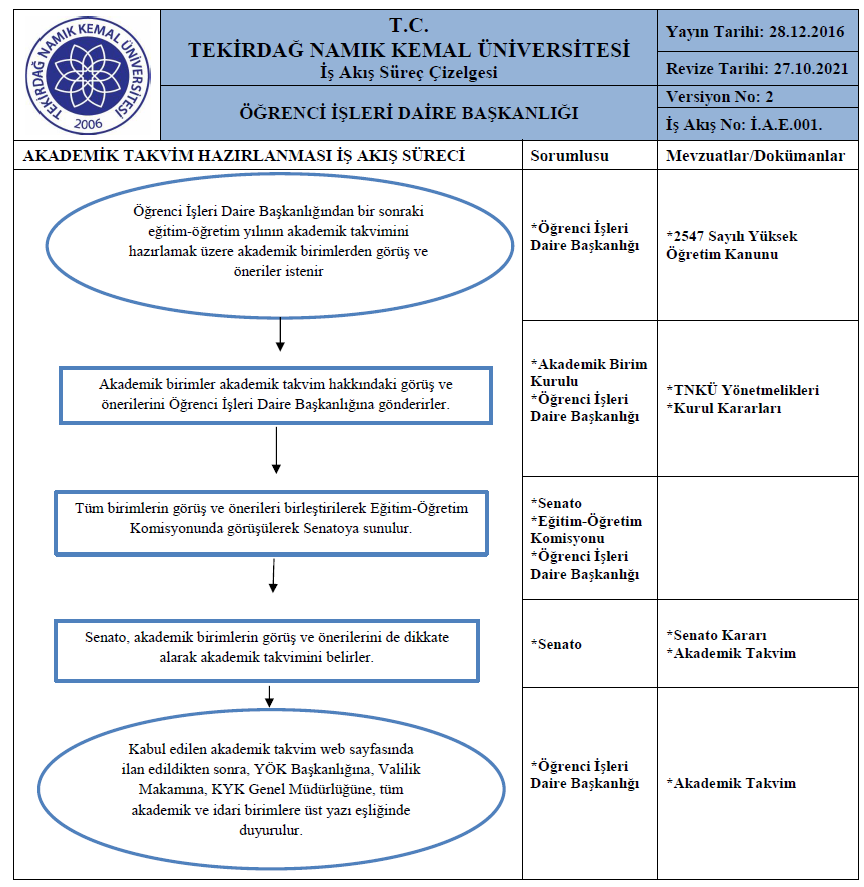 TEKİRDAĞ NAMIK KEMAL ÜNİVERSİTESİ
2006
T.C.
TEKİRDAĞ NAMIK KEMAL ÜNİVERSİTESİ
İş Akış Süreç Çizelgesi
ÖĞRENCİ İŞLERİ DAİRE BAŞKANLIĞI
Yayın Tarihi: 28.12.2016
Revize Tarihi: 27.10.2021
Versiyon No: 2
İş Akış No: İ.A.E.001.
AKADEMİK TAKVİM HAZIRLANMASI İŞ AKIŞ SÜRECİ
Sorumlusu
Mevzuatlar/Dokümanlar
Öğrenci İşleri Daire Başkanlığından bir sonraki
eğitim-öğretim yılının akademik takvimini
hazırlamak üzere akademik birimlerden görüş ve
öneriler istenir
*Öğrenci İşleri
Daire Başkanlığı
*2547 Sayılı Yüksek
Öğretim Kanunu
Akademik birimler akademik takvim hakkındaki görüş ve
önerilerini Öğrenci İşleri Daire Başkanlığına gönderirler.
*Akademik Birim
Kurulu
*Öğrenci İşleri
Daire Başkanlığı
*TNKÜ Yönetmelikleri
*Kurul Kararları
Tüm birimlerin görüş ve önerileri birleştirilerek Eğitim-Öğretim
Komisyonunda görüşülerek Senatoya sunulur.
*Senato
*Eğitim-Öğretim
Komisyonu
*Öğrenci İşleri
Daire Başkanlığı
Senato, akademik birimlerin görüş ve önerilerini de dikkate
alarak akademik takvimini belirler.
*Senato
*Senato Kararı
*Akademik Takvim
Kabul edilen akademik takvim web sayfasında
ilan edildikten sonra, YÖK Başkanlığına, Valilik
Makamına, KYK Genel Müdürlüğüne, tüm
akademik ve idari birimlere üst yazı eşliğinde
duyurulur.
*Öğrenci İşleri
Daire Başkanlığı
*Akademik Takvim